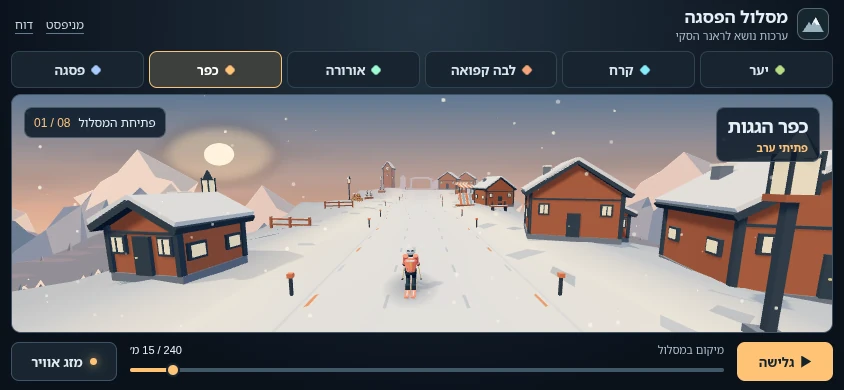 מסלול הפסגה
ערכות נושא לראנר הסקי
מניפסט
דוח
יער
קרח
לבה קפואה
אורורה
כפר
פסגה
כפר הגגות
פתיתי ערב
פתיחת המסלול 01 / 08
גלישה
מיקום במסלול
15 / 240 מ׳
מזג אוויר